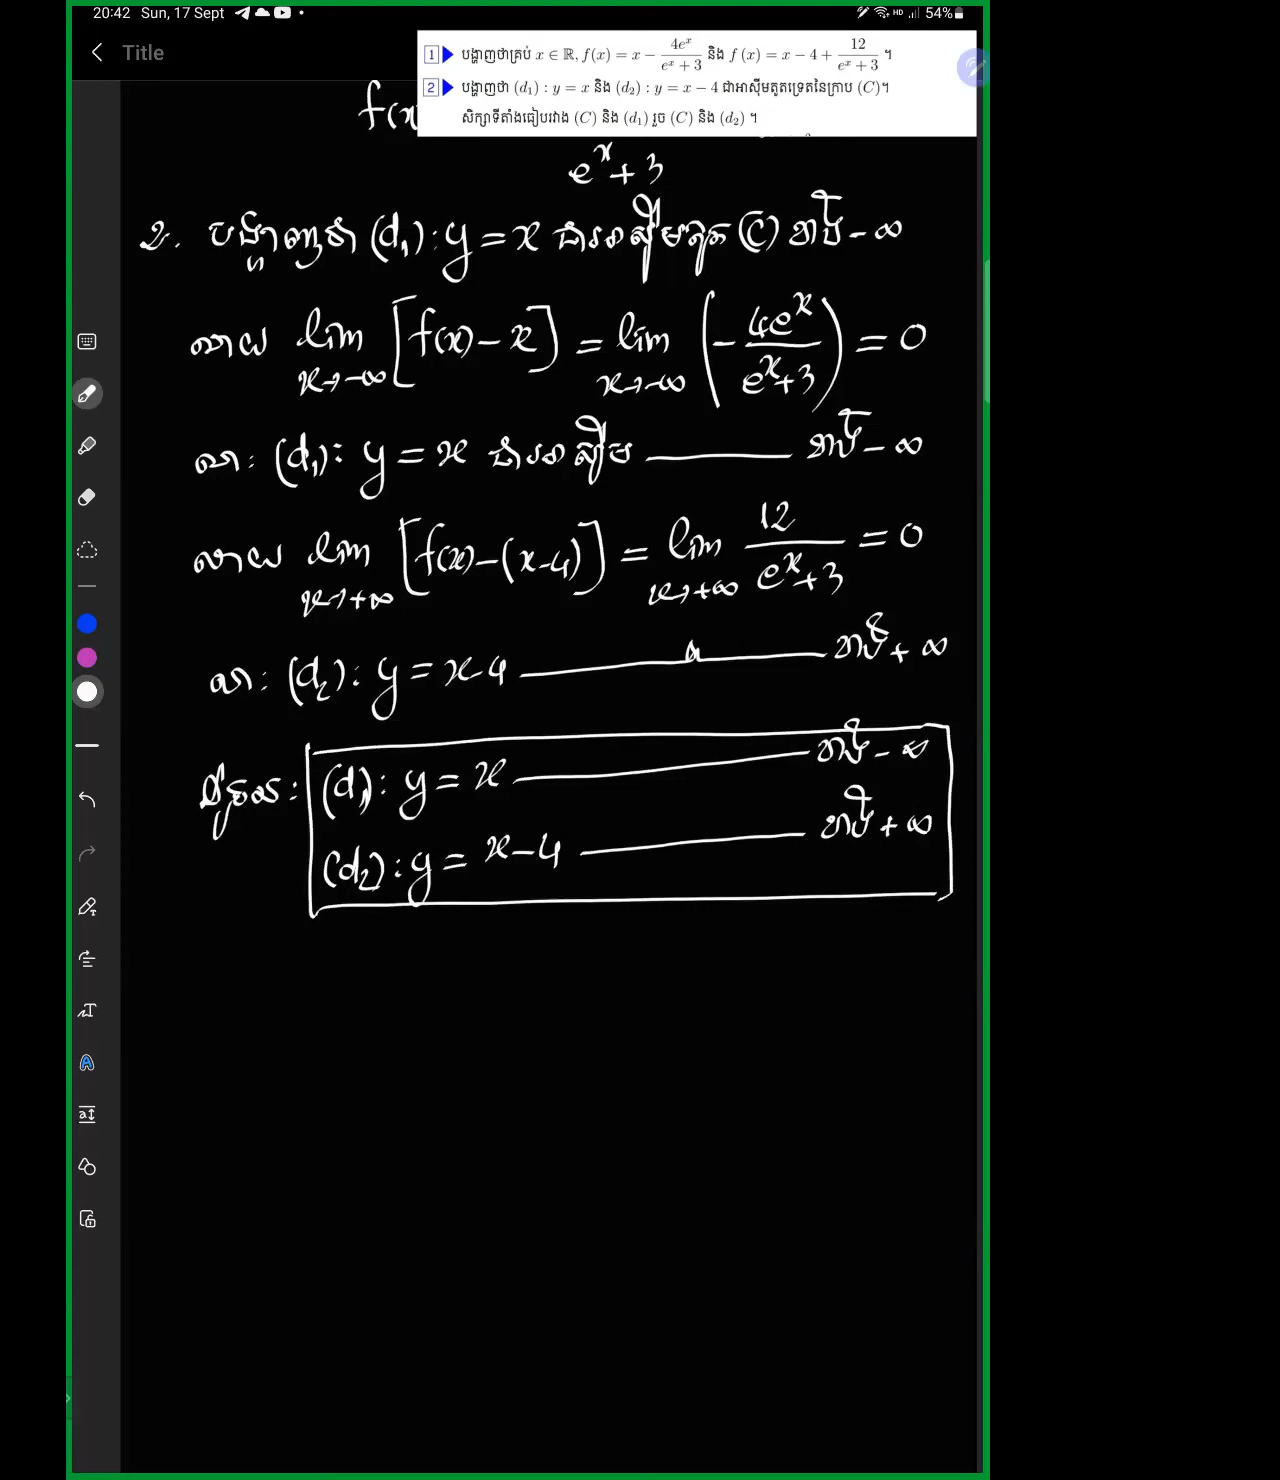 20:42 Sun, 17 Sept 54%
Title
1 បង្ហាញថាគ្រប់ x ∈ ℝ, f(x) = x − 4eˣ/(eˣ + 3) និង f (x) = x − 4 + 12/(eˣ + 3) ។
2 បង្ហាញថា (d₁) : y = x និង (d₂) : y = x − 4 ជាអាស៊ីមតូតទ្រេតនៃក្រាប (C)។
សិក្សាទីតាំងធៀបរវាង (C) និង (d₁) រួច (C) និង (d₂) ។
f(x
eˣ + 3
2. បង្ហាញថា (d₁): y = x ជាអាស៊ីមតូត (C) ខាង − ∞
ដោយ lim x→−∞ [f(x) − x] = lim x→−∞ (− 4eˣ/(eˣ+3)) = 0
នោះ (d₁): y = x ជាអាស៊ីម —— ខាង − ∞
ដោយ lim x→+∞ [f(x) − (x−4)] = lim x→+∞ 12/(eˣ+3) = 0
នោះ (d₂): y = x−4 —— ខាង + ∞
ដូចនេះ: (d₁): y = x —— ខាង − ∞
(d₂): y = x−4 —— ខាង + ∞